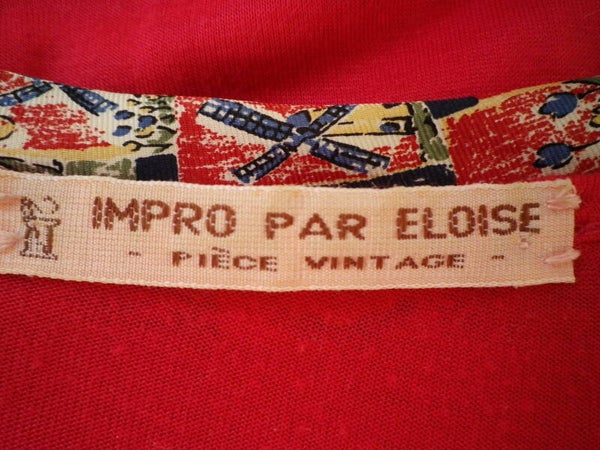 IMPRO PAR ELOISE
- PIÈCE VINTAGE -